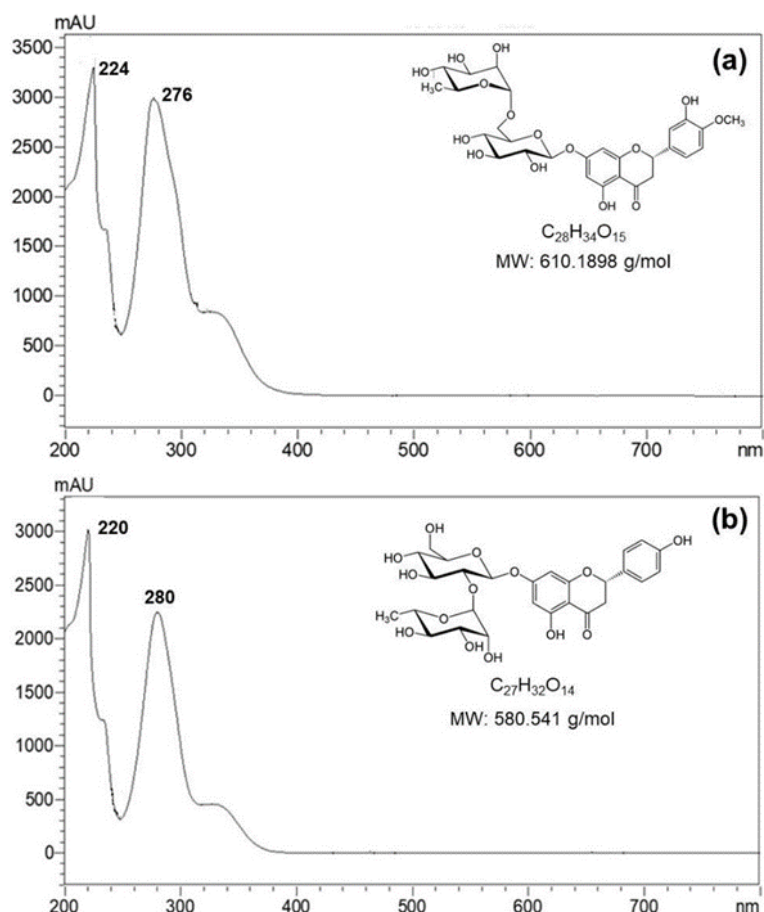 mAU
(a)
3500
3000
2500
2000
1500
1000
500
0
224
276
OH
HO
OH
HO
H₃C
O
O
O
HO
HO
OH
O
O
OH
OCH₃
OH
O
C₂₈H₃₄O₁₅
MW: 610.1898 g/mol
200 300 400 500 600 700 nm
mAU
(b)
3000
2500
2000
1500
1000
500
0
220
280
OH
HO
HO
O
O
O
OH
O
OH
O
H₃C
O
HO
HO
OH
OH
C₂₇H₃₂O₁₄
MW: 580.541 g/mol
200 300 400 500 600 700 nm